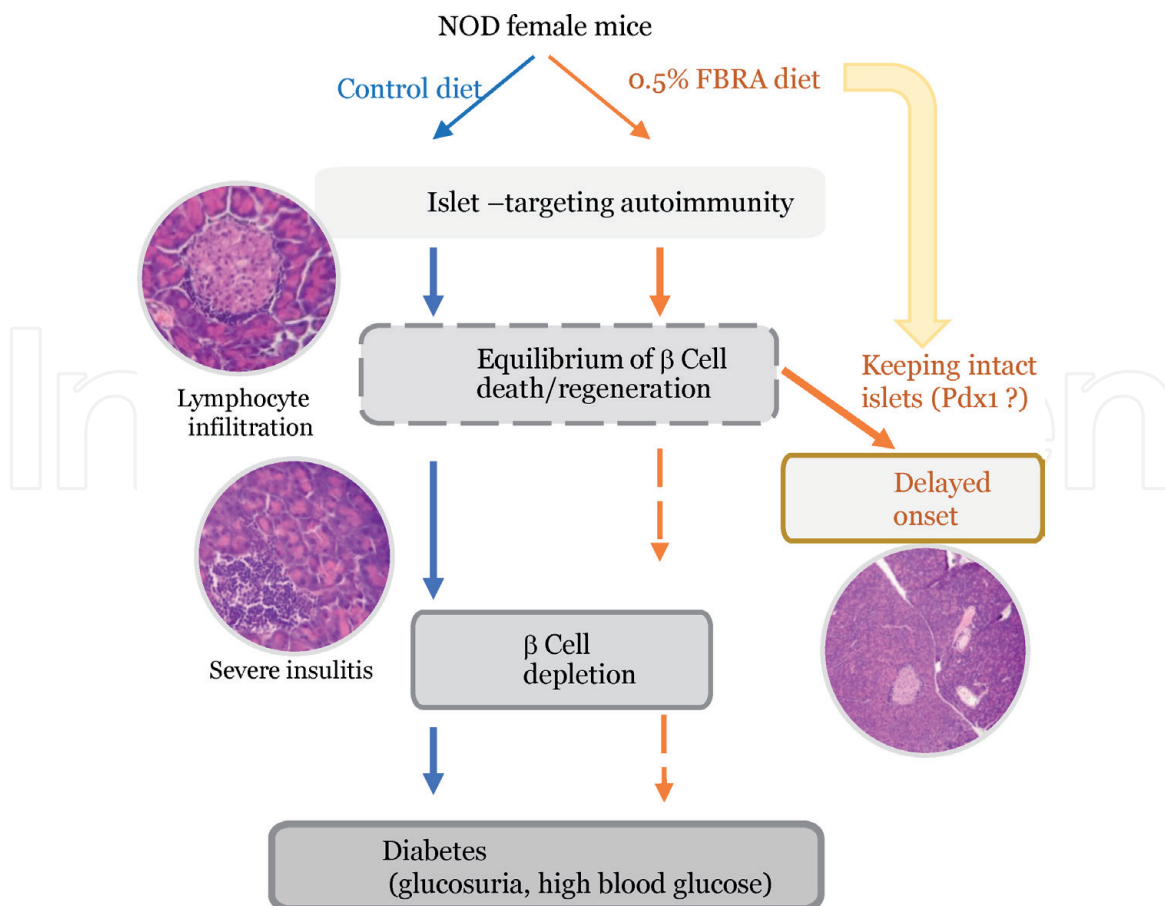 NOD female mice
Control diet
0.5% FBRA diet
Islet –targeting autoimmunity
Equilibrium of β Cell
death/regeneration
Keeping intact
islets (Pdx1 ?)
Lymphocyte
infilitration
Delayed
onset
Severe insulitis
β Cell
depletion
Diabetes
(glucosuria, high blood glucose)